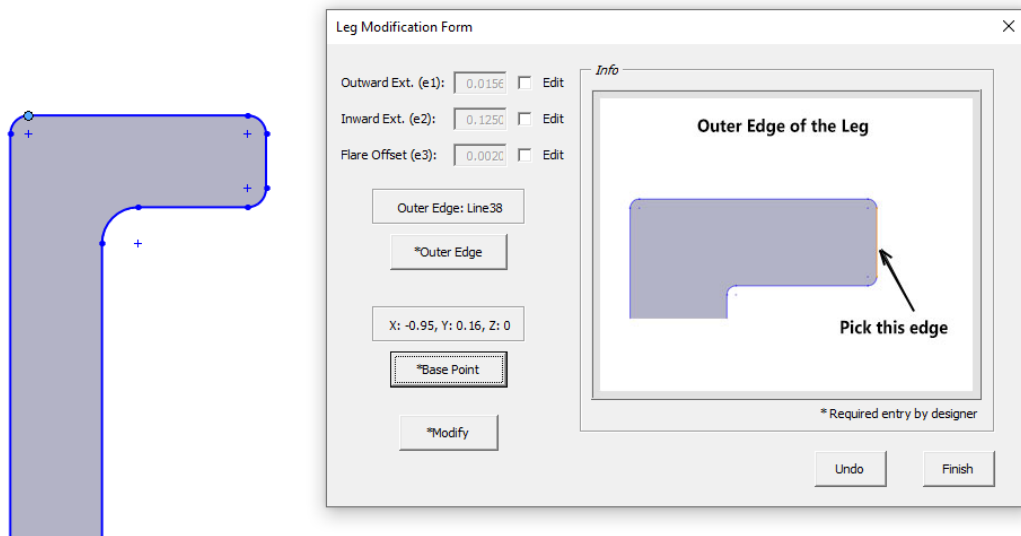 Leg Modification Form
Outward Ext. (e1): 0.0156 Edit
Inward Ext. (e2): 0.1250 Edit
Flare Offset (e3): 0.0020 Edit
Outer Edge: Line38
*Outer Edge
X: -0.95, Y: 0.16, Z: 0
*Base Point
*Modify
Info
Outer Edge of the Leg
Pick this edge
* Required entry by designer
Undo
Finish